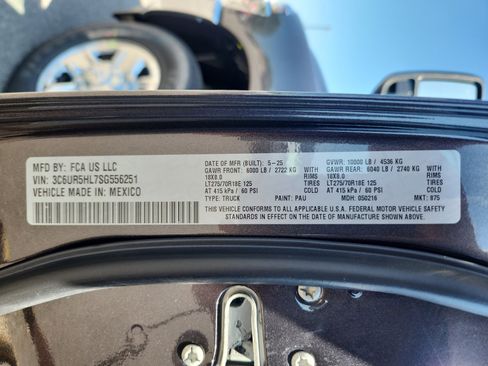 MFD BY: FCA US LLC
VIN: 3C6UR5HL7SG556251
VEHICLE MADE IN: MEXICO
DATE OF MFR (BUILT): 5-25 GVWR: 10000 LB / 4536 KG
GAWR FRONT: 6000 LB / 2722 KG GAWR REAR: 6040 LB / 2740 KG
18X8.0 RIMS 18X8.0 RIMS
LT275/70R18E 125 TIRES LT275/70R18E 125 TIRES
AT 415 kPa / 60 PSI COLD AT 415 kPa / 60 PSI COLD
TYPE: TRUCK PAINT: PAU MDH: 050216 MKT: 875
THIS VEHICLE CONFORMS TO ALL APPLICABLE U.S.A. FEDERAL MOTOR VEHICLE SAFETY
STANDARDS IN EFFECT ON THE DATE OF MANUFACTURE SHOWN ABOVE.